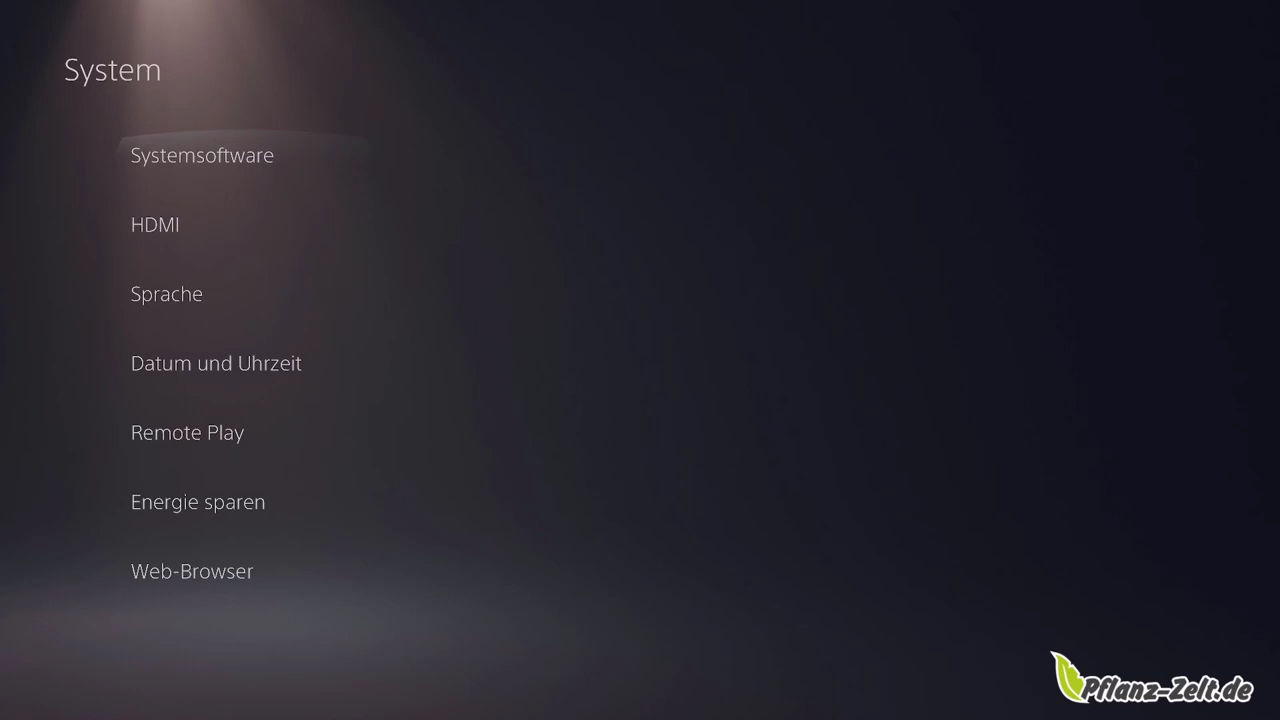 System
Systemsoftware
HDMI
Sprache
Datum und Uhrzeit
Remote Play
Energie sparen
Web-Browser
Pflanz-Zelt.de